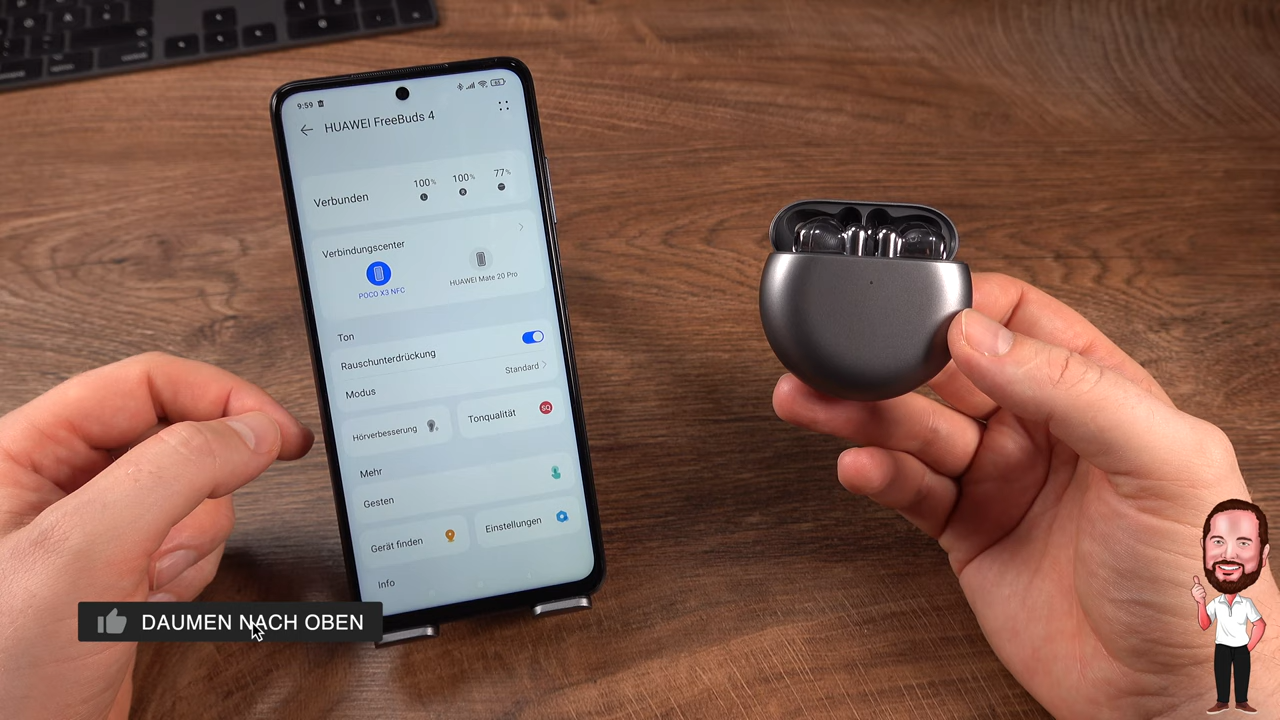 9:59
HUAWEI FreeBuds 4
Verbunden
100% 100% 77%
L R
Verbindungscenter
POCO X3 NFC
HUAWEI Mate 20 Pro
Ton
Rauschunterdrückung
Modus
Standard
Hörverbesserung
Tonqualität
SQ
Mehr
Gesten
Gerät finden
Einstellungen
Info
DAUMEN NACH OBEN